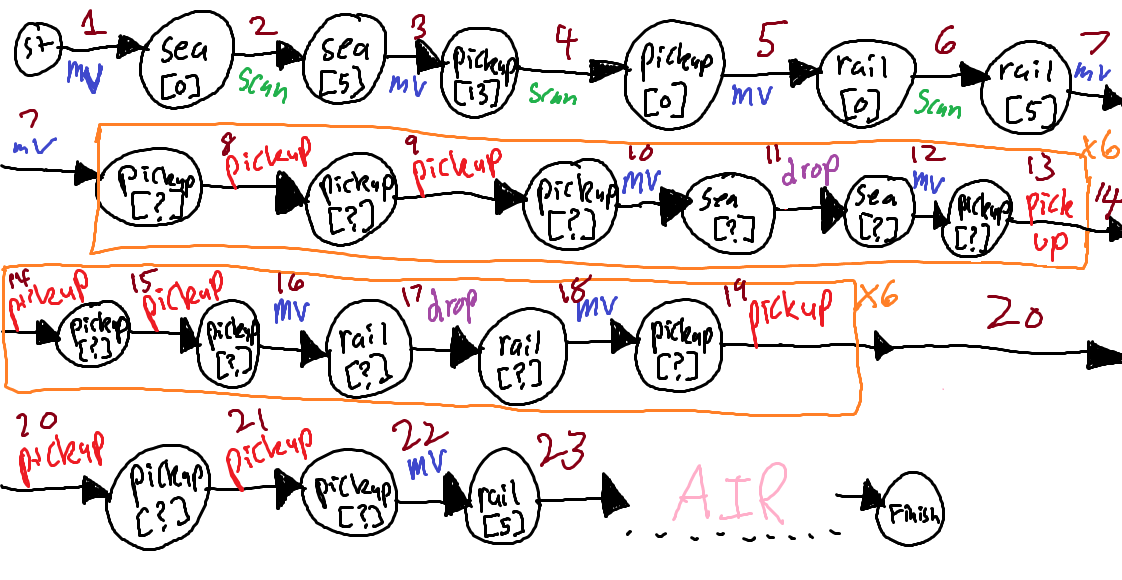 1 2 3 4 5 6 7
st sea [0] sea [5] pickup [13] pickup [0] rail [0] rail [5]
mv scan mv scan mv scan mv
7 8 9 10 11 12 13 14
mv pickup pickup mv drop mv pick up x6
pickup [?] pickup [?] pickup [?] sea [?] sea [?] pickup [?]
14 15 16 17 18 19 20
pickup pickup mv drop mv pickup x6
pickup [?] pickup [?] rail [?] rail [?] pickup [?]
20 21 22 23
pickup pickup mv AIR
pickup [?] pickup [?] rail [5] Finish